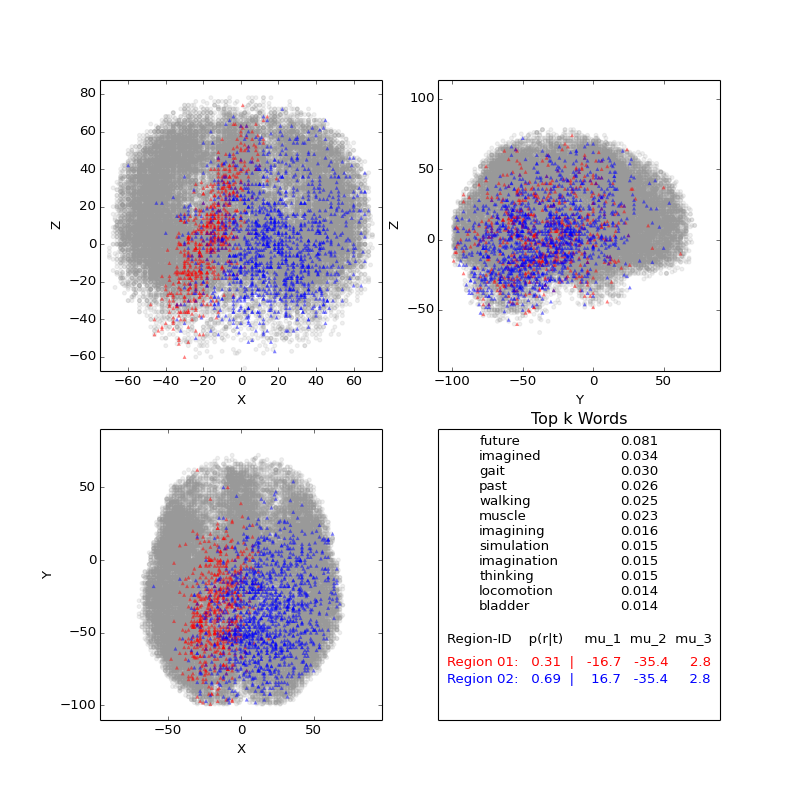 80
60
40
20
0
−20
−40
−60
Z
−60 −40 −20 0 20 40 60
X
100
50
0
−50
Z
−100 −50 0 50
Y
50
0
−50
−100
Y
−50 0 50
X
Top k Words
future 0.081
imagined 0.034
gait 0.030
past 0.026
walking 0.025
muscle 0.023
imagining 0.016
simulation 0.015
imagination 0.015
thinking 0.015
locomotion 0.014
bladder 0.014
Region-ID p(r|t) mu_1 mu_2 mu_3
Region 01: 0.31 | -16.7 -35.4 2.8
Region 02: 0.69 | 16.7 -35.4 2.8